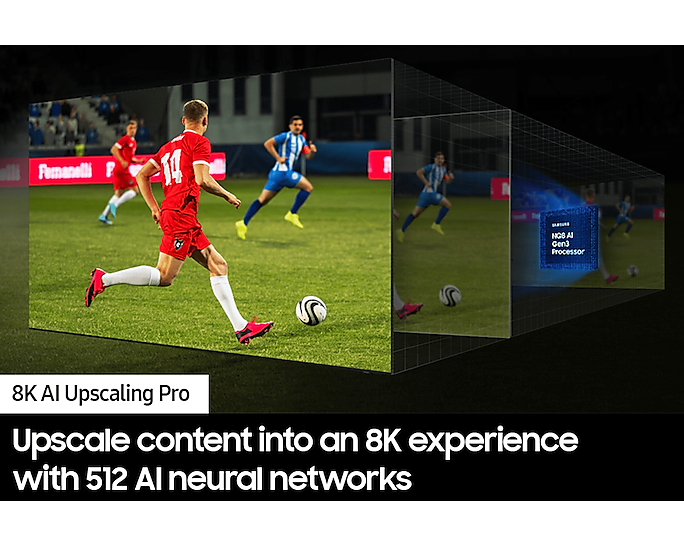 Fomanelli
14
SAMSUNG
NQ8 AI
Gen3
Processor
8K AI Upscaling Pro
Upscale content into an 8K experience
with 512 AI neural networks